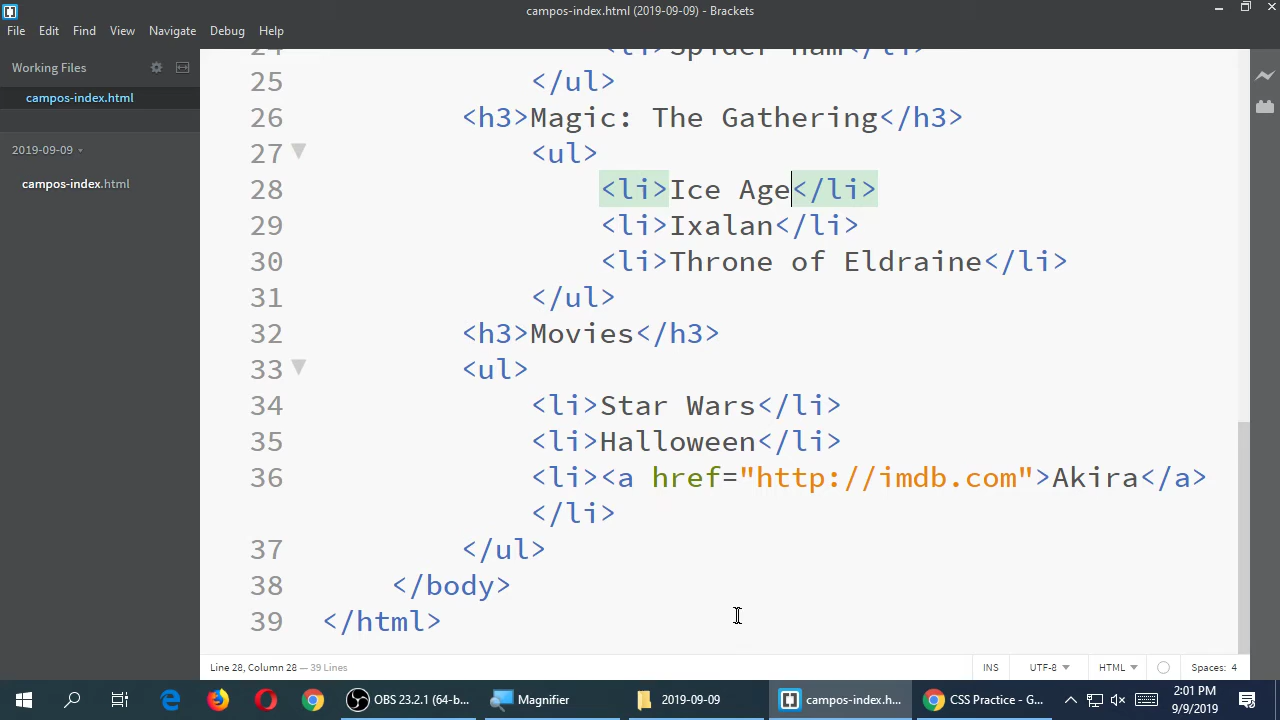 campos-index.html (2019-09-09) - Brackets
File Edit Find View Navigate Debug Help
Working Files
campos-index.html
2019-09-09
campos-index.html
24 <li>Spider Ham</li>
25 </ul>
26 <h3>Magic: The Gathering</h3>
27 <ul>
28 <li>Ice Age</li>
29 <li>Ixalan</li>
30 <li>Throne of Eldraine</li>
31 </ul>
32 <h3>Movies</h3>
33 <ul>
34 <li>Star Wars</li>
35 <li>Halloween</li>
36 <li><a href="http://imdb.com">Akira</a>
</li>
37 </ul>
38 </body>
39 </html>
Line 28, Column 28 — 39 Lines
INS UTF-8 HTML Spaces: 4
OBS 23.2.1 (64-b... Magnifier 2019-09-09 campos-index.h... CSS Practice - G...
2:01 PM
9/9/2019